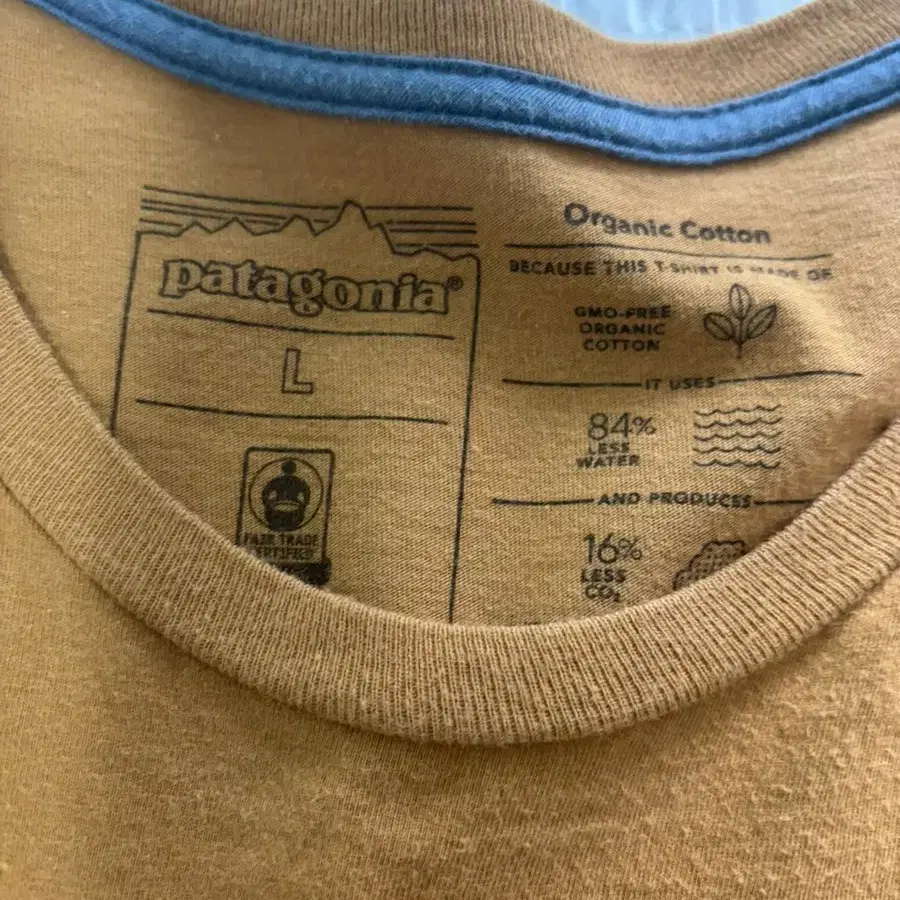 patagonia®
L
FAIR TRADE
CERTIFIED
Organic Cotton
BECAUSE THIS T-SHIRT IS MADE OF
GMO-FREE
ORGANIC
COTTON
IT USES
84%
LESS
WATER
AND PRODUCES
16%
LESS
CO₂